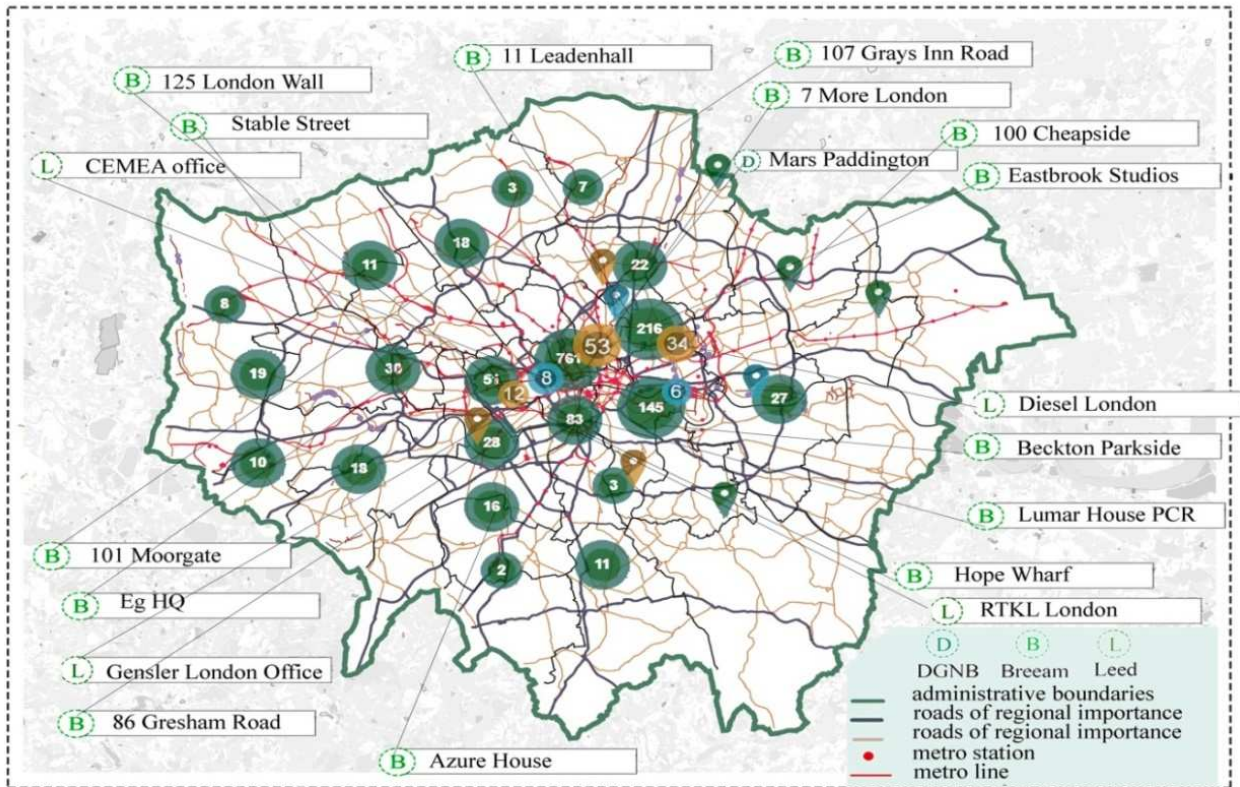 B 11 Leadenhall
B 107 Grays Inn Road
B 125 London Wall
B 7 More London
B Stable Street
B 100 Cheapside
L CEMEA office
D Mars Paddington
B Eastbrook Studios
3
7
18
11
22
8
216
53
34
761
19
30
51
8
12
6
145
27
83
28
10
18
3
16
2
11
L Diesel London
B Beckton Parkside
B Lumar House PCR
B Hope Wharf
L RTKL London
B 101 Moorgate
B Eg HQ
L Gensler London Office
B 86 Gresham Road
B Azure House
D B L
DGNB Breeam Leed
administrative boundaries
roads of regional importance
roads of regional importance
metro station
metro line